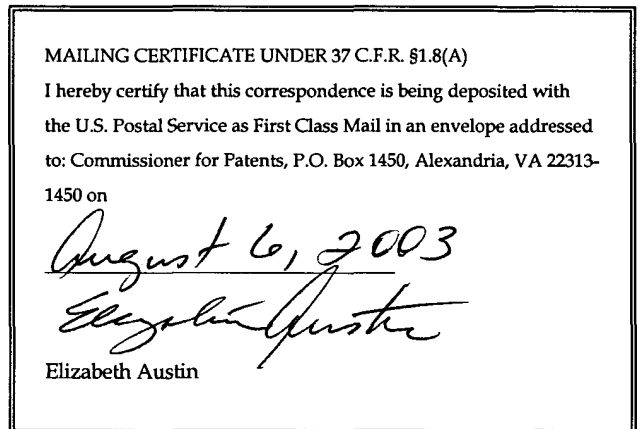 MAILING CERTIFICATE UNDER 37 C.F.R. §1.8(A)
I hereby certify that this correspondence is being deposited with
the U.S. Postal Service as First Class Mail in an envelope addressed
to: Commissioner for Patents, P.O. Box 1450, Alexandria, VA 22313-
1450 on
August 6, 2003
Elizabeth Austin
Elizabeth Austin